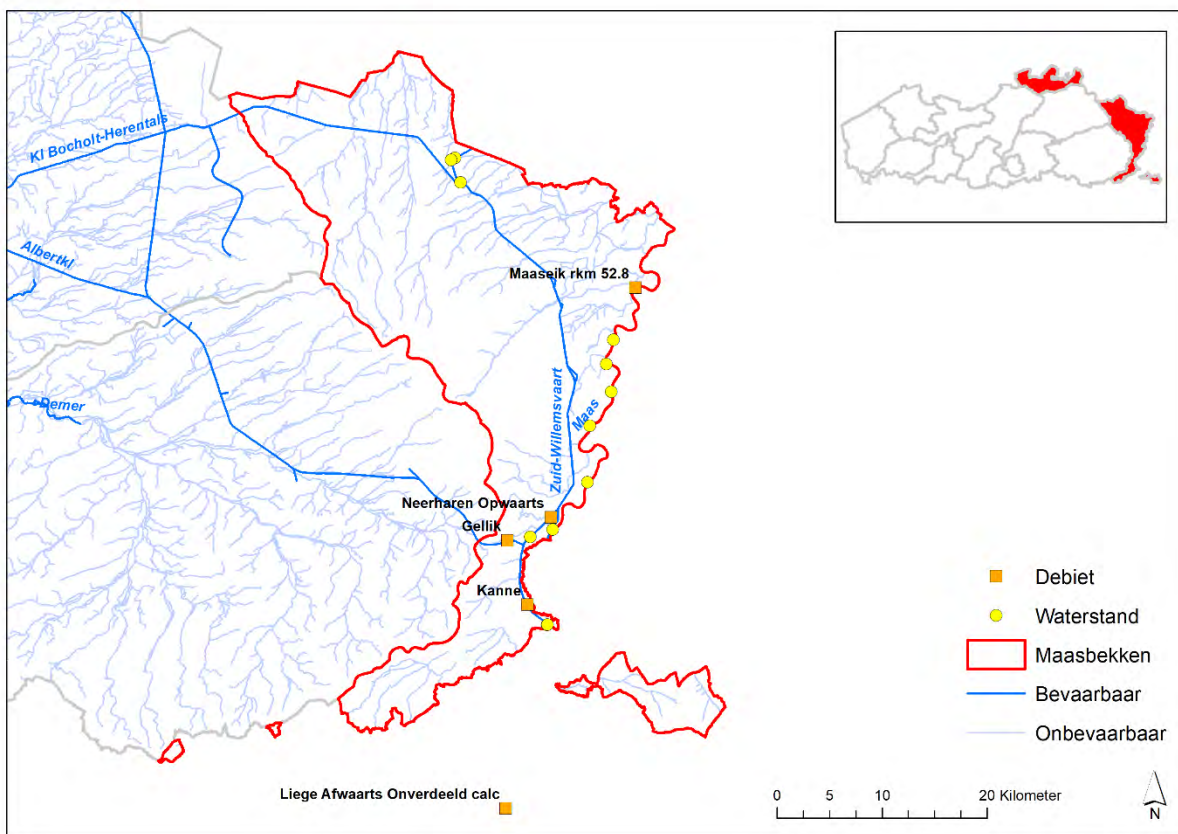 Kl Bocholt-Herentals
Albertkl
Demer
Maaseik rkm 52.8
Zuid-Willemsvaart
Maas
Neerharen Opwaarts
Gellik
Kanne
Liege Afwaarts Onverdeeld calc
Debiet
Waterstand
Maasbekken
Bevaarbaar
Onbevaarbaar
0 5 10 20 Kilometer
N